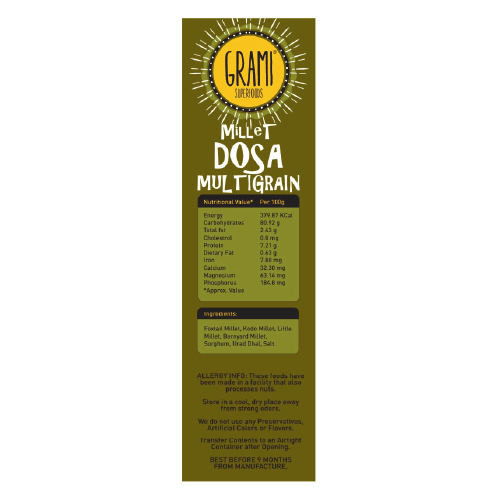 GRAMI®
SUPERFOODS
MilleT
DOSA
MULTIGRAIN
Nutritional Value* Per 100g
Energy 379.87 KCal
Carbohydrates 80.92 g
Total fat 2.43 g
Cholestrol 0.8 mg
Protein 7.21 g
Dietary Fat 0.63 g
Iron 7.88 mg
Calcium 32.30 mg
Magnesium 63.14 mg
Phosphorus 184.8 mg
*Approx. Value
Ingredients:
Foxtail Millet, Kodo Millet, Little
Millet, Barnyard Millet,
Sorghum, Urad Dhal, Salt
ALLERGY INFO: These foods have
been made in a facility that also
processes nuts.
Store in a cool, dry place away
from strong odors.
We do not use any Preservatives,
Artificial Colors or Flavors.
Transfer Contents to an Airtight
Container after Opening.
BEST BEFORE 9 MONTHS
FROM MANUFACTURE.